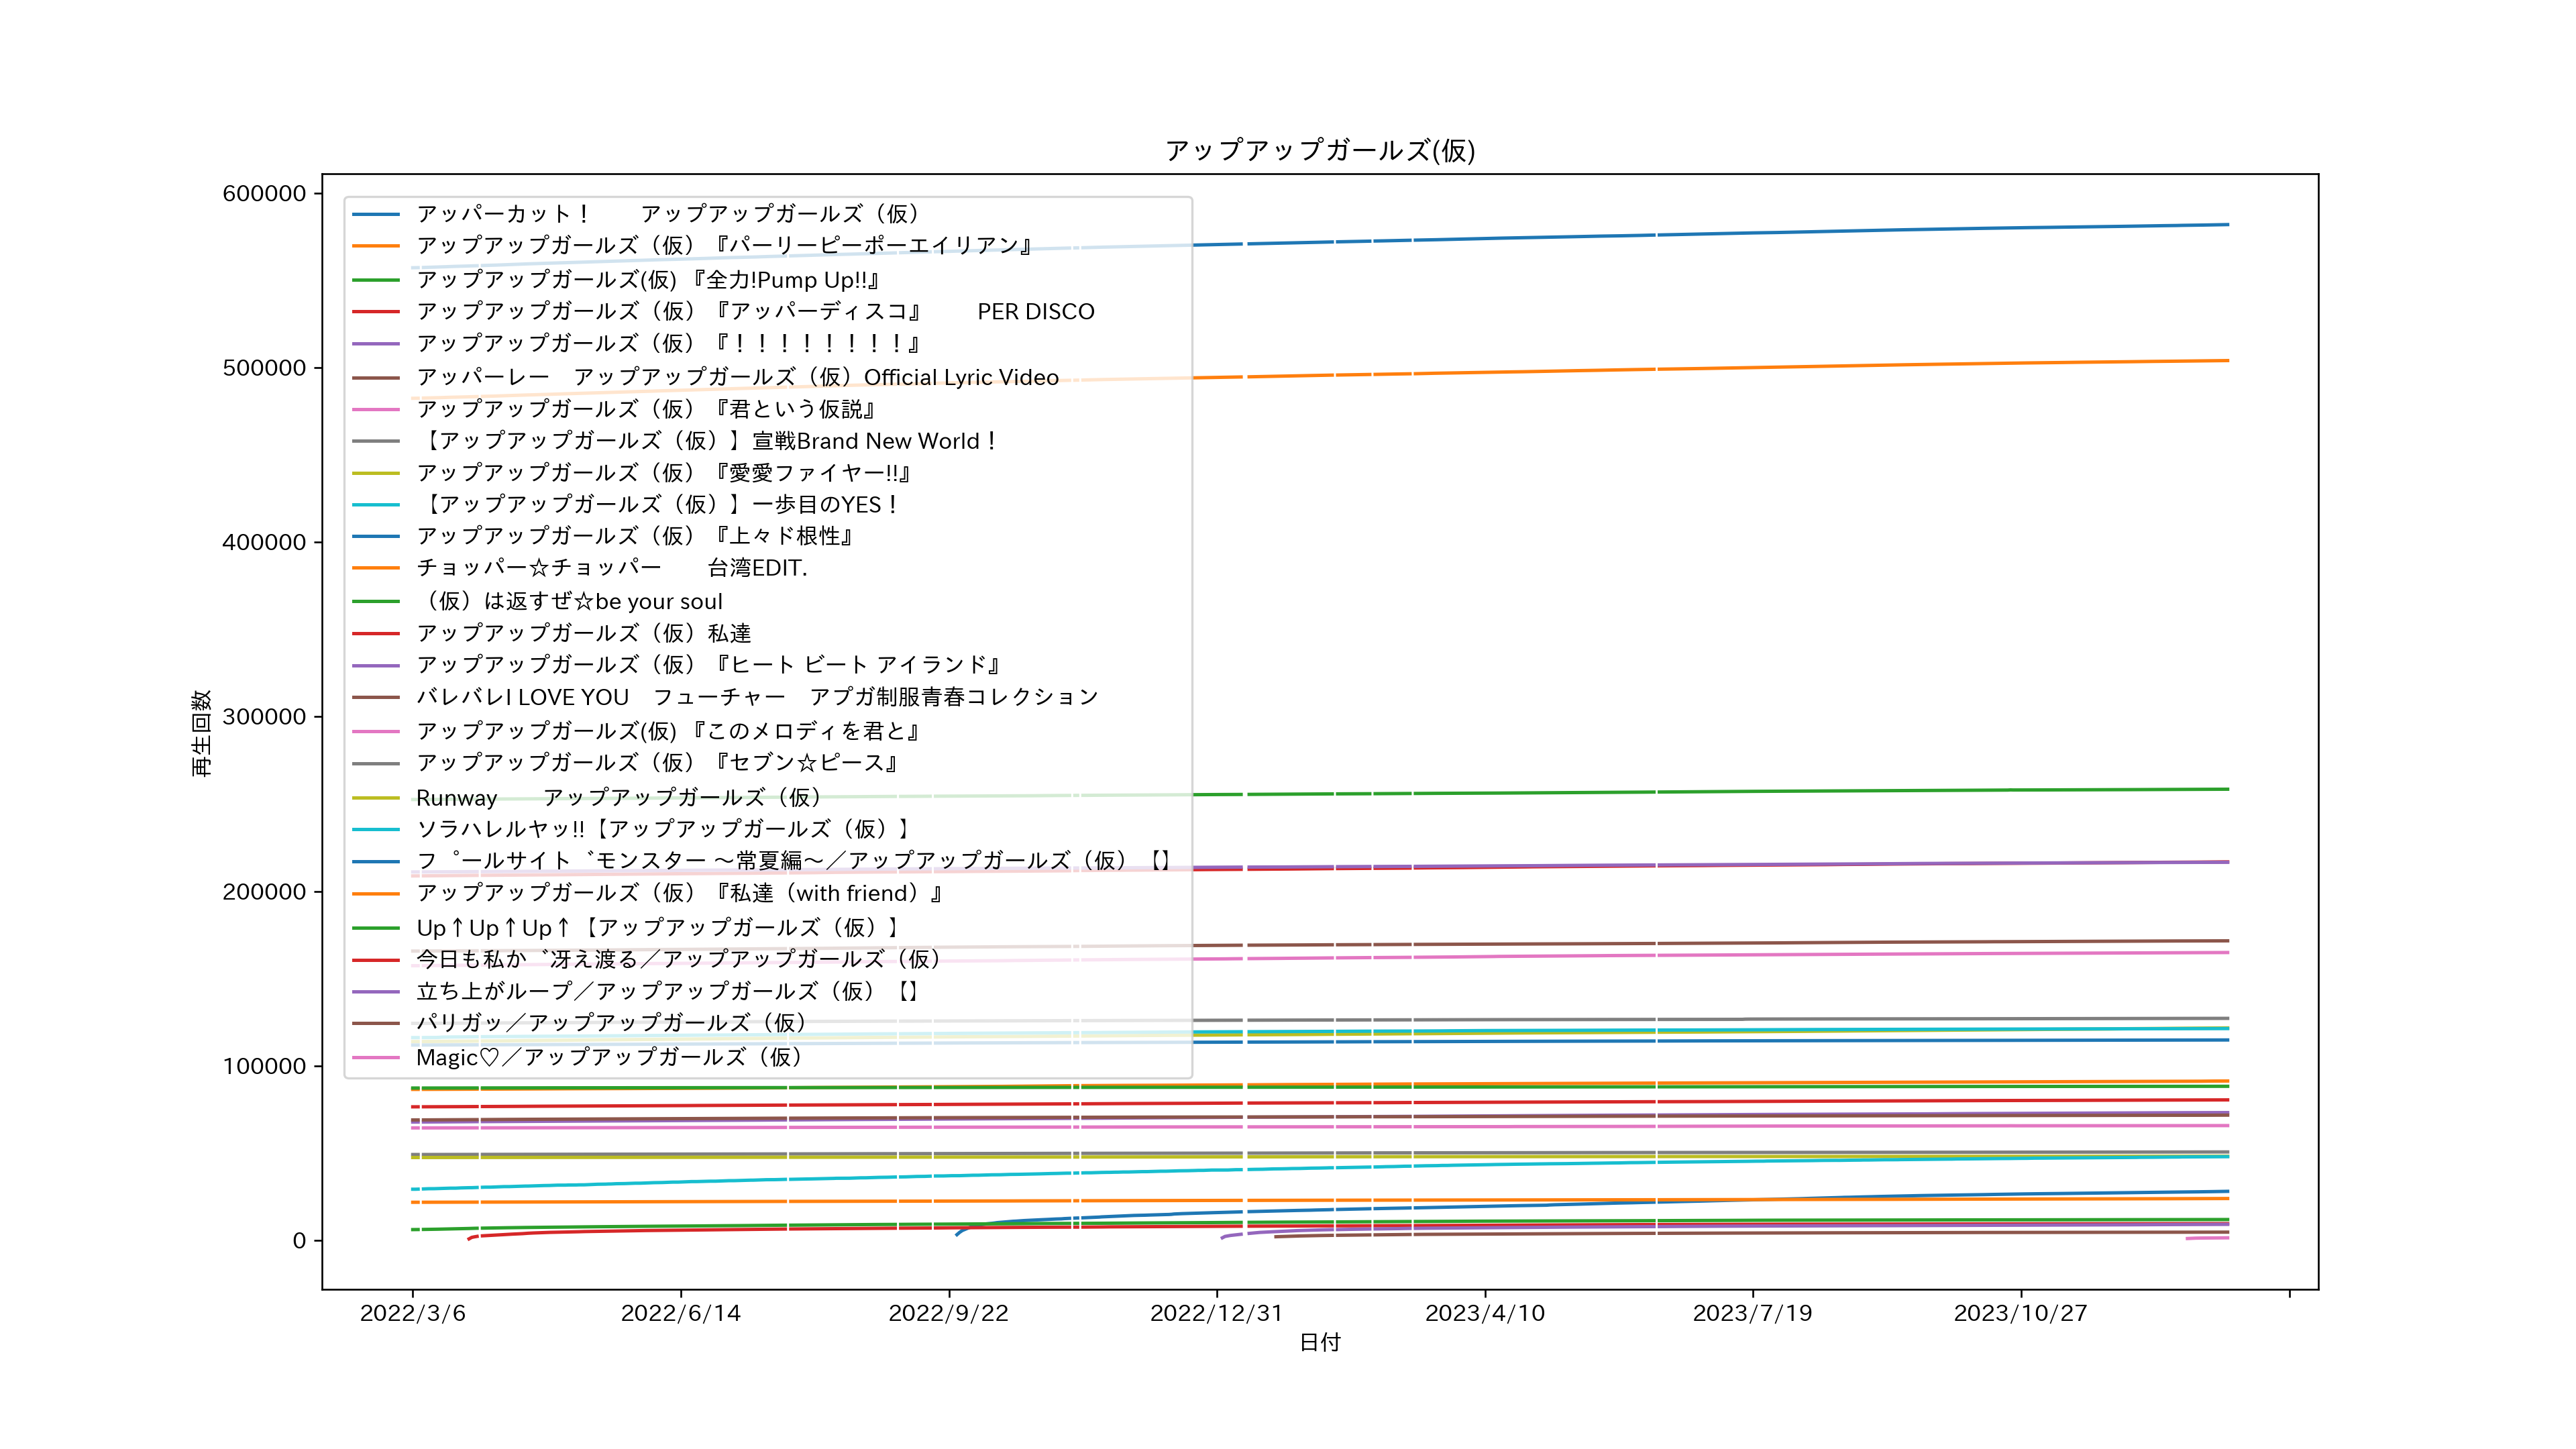 アップアップガールズ(仮)
600000
500000
400000
300000
200000
100000
0
再生回数
アッパーカット！　　アップアップガールズ（仮）
アップアップガールズ（仮）『パーリーピーポーエイリアン』
アップアップガールズ(仮) 『全力!Pump Up!!』
アップアップガールズ（仮）『アッパーディスコ』　　PER DISCO
アップアップガールズ（仮）『！！！！！！！！』
アッパーレー　アップアップガールズ（仮）Official Lyric Video
アップアップガールズ（仮）『君という仮説』
【アップアップガールズ（仮）】宣戦Brand New World！
アップアップガールズ（仮）『愛愛ファイヤー!!』
【アップアップガールズ（仮）】一歩目のYES！
アップアップガールズ（仮）『上々ド根性』
チョッパー☆チョッパー　　台湾EDIT.
（仮）は返すぜ☆be your soul
アップアップガールズ（仮）私達
アップアップガールズ（仮）『ヒート ビート アイランド』
バレバレI LOVE YOU　フューチャー　アプガ制服青春コレクション
アップアップガールズ(仮) 『このメロディを君と』
アップアップガールズ（仮）『セブン☆ピース』
Runway　　アップアップガールズ（仮）
ソラハレルヤッ!!【アップアップガールズ（仮）】
フ゜ールサイト゛モンスター 〜常夏編〜／アップアップガールズ（仮）【】
アップアップガールズ（仮）『私達（with friend）』
Up↑Up↑Up↑【アップアップガールズ（仮）】
今日も私か゛冴え渡る／アップアップガールズ（仮）
立ち上がループ／アップアップガールズ（仮）【】
パリガッ／アップアップガールズ（仮）
Magic♡／アップアップガールズ（仮）
2022/3/6 2022/6/14 2022/9/22 2022/12/31 2023/4/10 2023/7/19 2023/10/27
日付